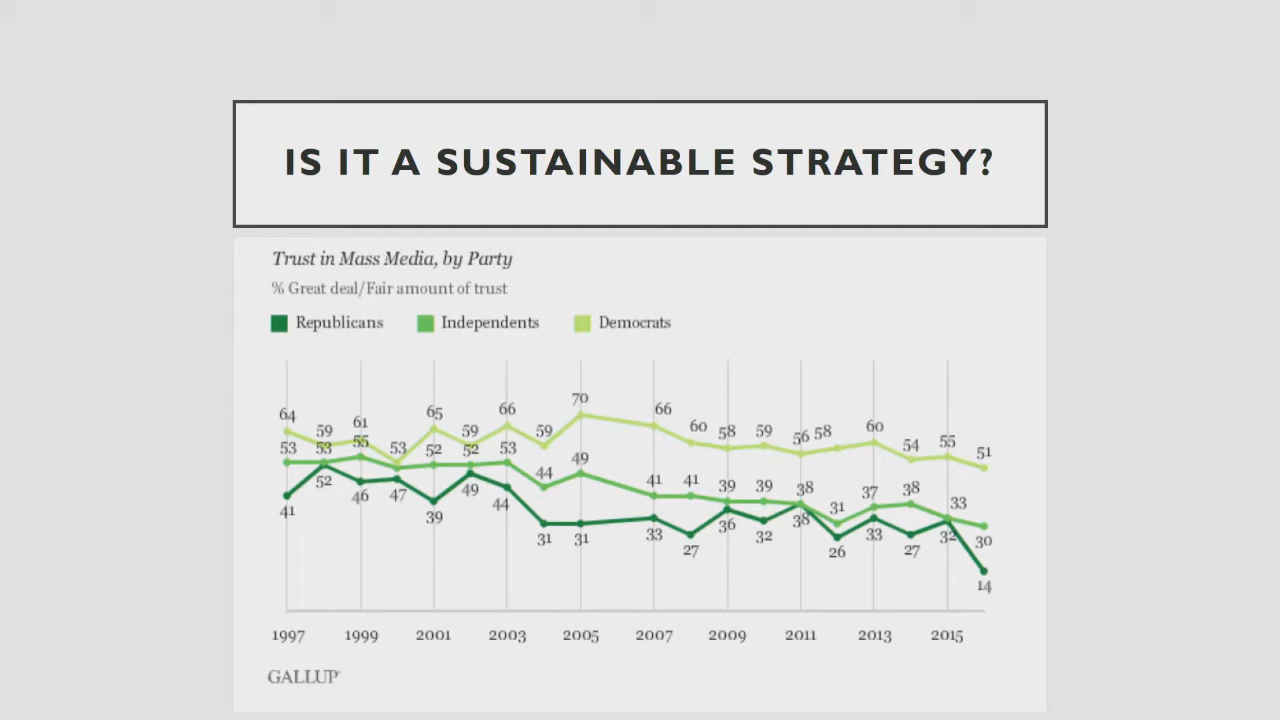 IS IT A SUSTAINABLE STRATEGY?
Trust in Mass Media, by Party
% Great deal/Fair amount of trust
Republicans Independents Democrats
64 59 61 53 65 59 66 59 70 66 60 58 59 56 58 60 54 55 51
53 53 55 52 52 53 44 49 41 41 39 39 38 31 37 38 33 30
41 52 46 47 39 49 44 31 31 33 27 36 32 38 26 33 27 32 14
1997 1999 2001 2003 2005 2007 2009 2011 2013 2015
GALLUP